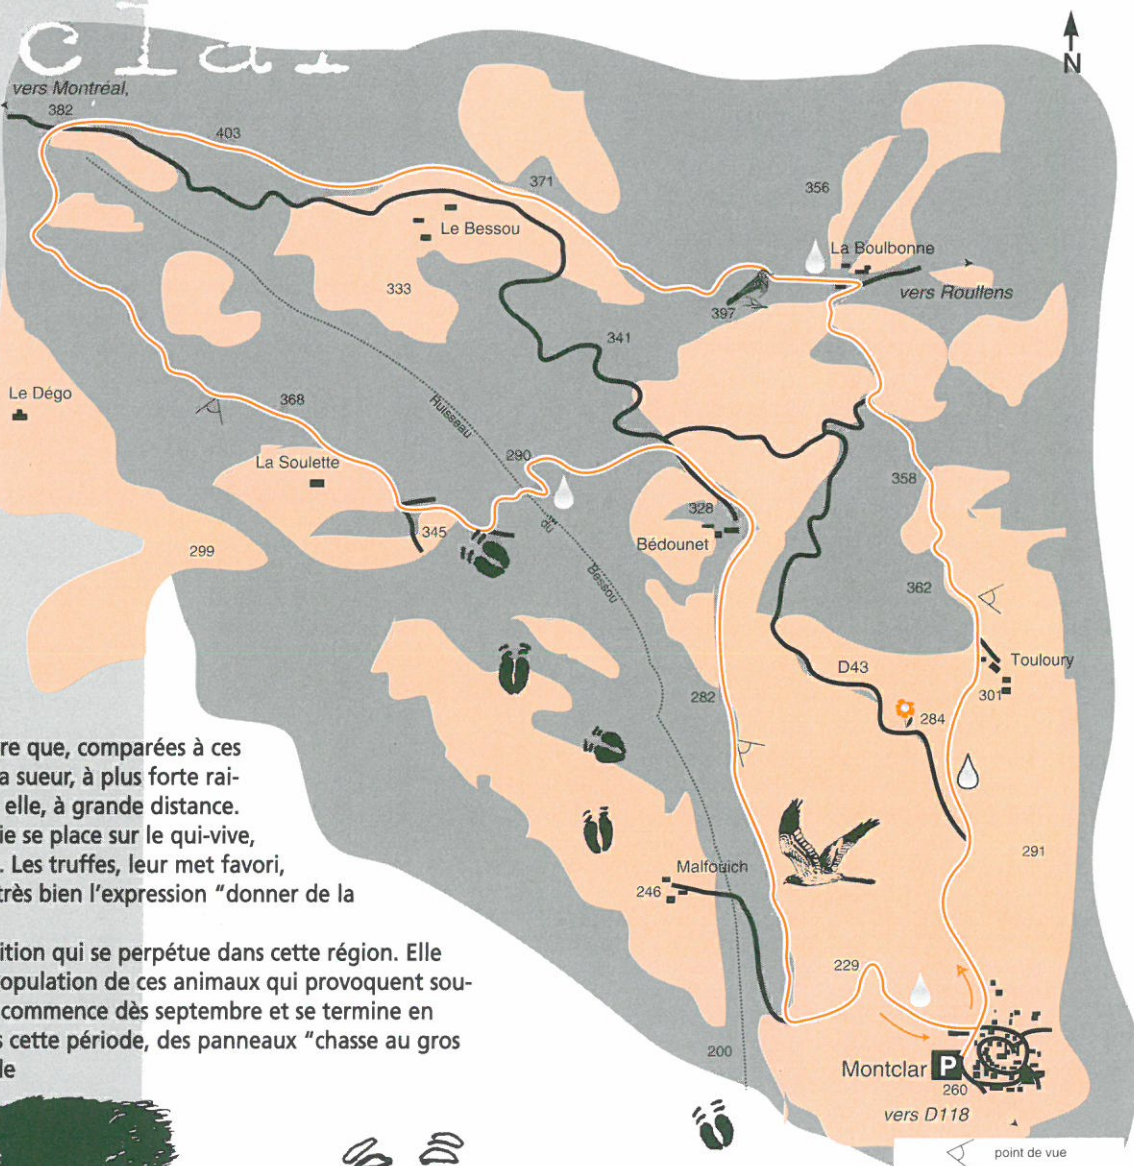 clar
N
vers Montréal,
382
403
371
356
Le Bessou
La Boulbonne
vers Roullens
333
397
341
Le Dégo
368
Ruisseau
La Soulette
290
358
328
345
du
Bédounet
299
Bessou
362
Touloury
D43
282
301
284
re que, comparées à ces
a sueur, à plus forte rai-
elle, à grande distance.
ie se place sur le qui-vive,
. Les truffes, leur met favori,
très bien l'expression "donner de la
291
Malfouich
246
ition qui se perpétue dans cette région. Elle
opulation de ces animaux qui provoquent sou-
commence dès septembre et se termine en
s cette période, des panneaux "chasse au gros
le
229
200
Montclar P
260
vers D118
point de vue